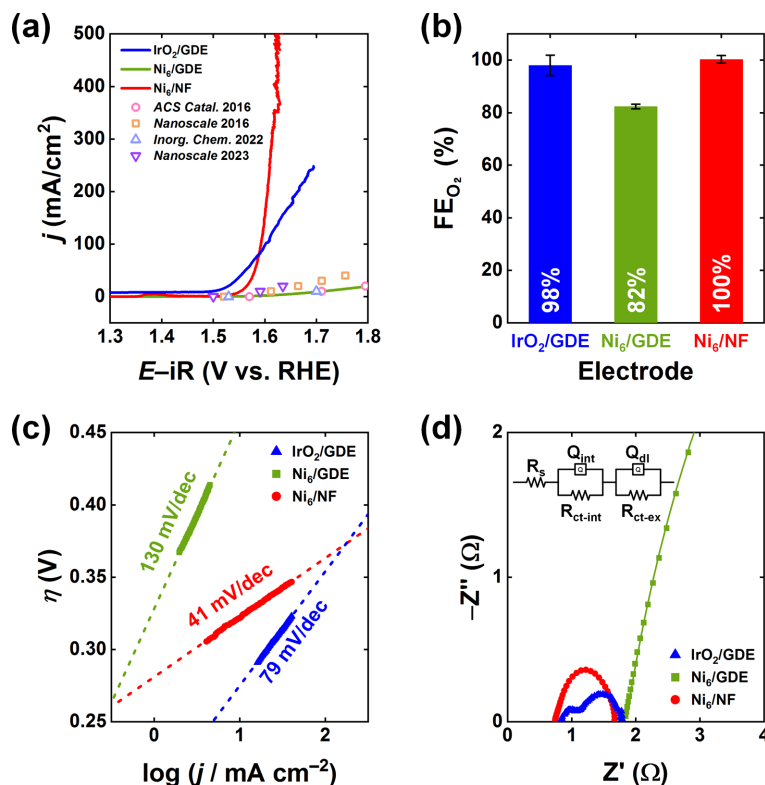 (a)
500
400
300
200
100
0
j (mA/cm²)
IrO₂/GDE
Ni₆/GDE
Ni₆/NF
ACS Catal. 2016
Nanoscale 2016
Inorg. Chem. 2022
Nanoscale 2023
1.3 1.4 1.5 1.6 1.7 1.8
E–iR (V vs. RHE)
(b)
100
80
60
40
20
0
FE O₂ (%)
98%
82%
100%
IrO₂/GDE Ni₆/GDE Ni₆/NF
Electrode
(c)
0.45
0.40
0.35
0.30
0.25
η (V)
IrO₂/GDE
Ni₆/GDE
Ni₆/NF
130 mV/dec
41 mV/dec
79 mV/dec
0 1 2
log (j / mA cm⁻²)
(d)
2
1
0
–Z'' (Ω)
Rs Qint Qdl
Q Q
Rct-int Rct-ex
IrO₂/GDE
Ni₆/GDE
Ni₆/NF
0 1 2 3 4
Z' (Ω)